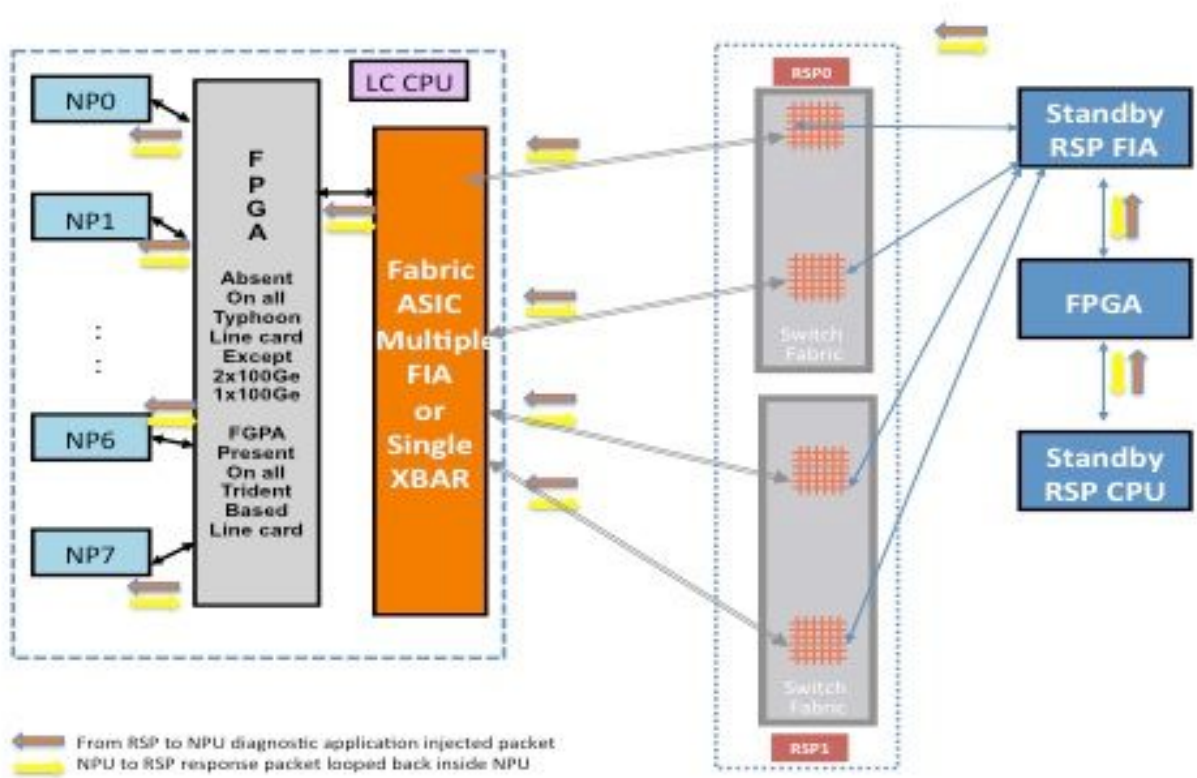 LC CPU
NP0
NP1
:
:
NP6
NP7
F
P
G
A
Absent
On all
Typhoon
Line card
Except
2x100Ge
1x100Ge
FGPA
Present
On all
Trident
Based
Line card
Fabric
ASIC
Multiple
FIA
or
Single
XBAR
RSP0
Switch
Fabric
Switch
Fabric
RSP1
Standby
RSP FIA
FPGA
Standby
RSP CPU
From RSP to NPU diagnostic application injected packet
NPU to RSP response packet looped back inside NPU